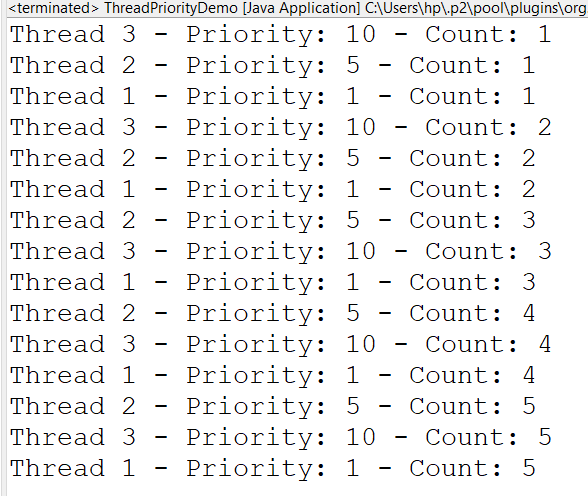 <terminated> ThreadPriorityDemo [Java Application] C:\Users\hp\.p2\pool\plugins\org
Thread 3 - Priority: 10 - Count: 1
Thread 2 - Priority: 5 - Count: 1
Thread 1 - Priority: 1 - Count: 1
Thread 3 - Priority: 10 - Count: 2
Thread 2 - Priority: 5 - Count: 2
Thread 1 - Priority: 1 - Count: 2
Thread 2 - Priority: 5 - Count: 3
Thread 3 - Priority: 10 - Count: 3
Thread 1 - Priority: 1 - Count: 3
Thread 2 - Priority: 5 - Count: 4
Thread 3 - Priority: 10 - Count: 4
Thread 1 - Priority: 1 - Count: 4
Thread 2 - Priority: 5 - Count: 5
Thread 3 - Priority: 10 - Count: 5
Thread 1 - Priority: 1 - Count: 5